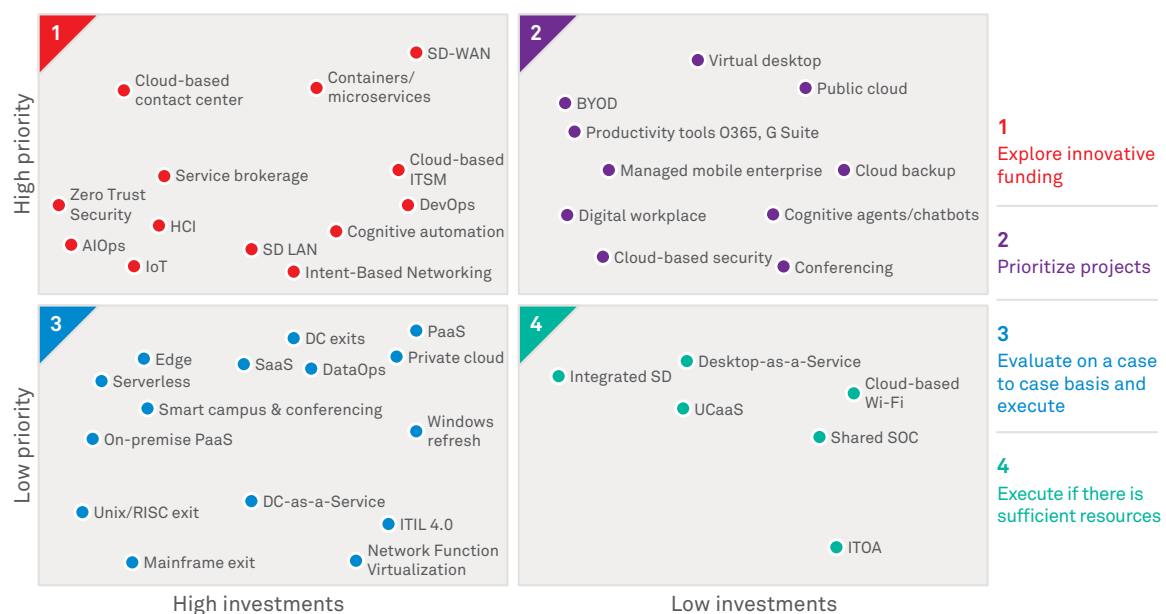 High priority
1
SD-WAN
Cloud-based
contact center
Containers/
microservices
Service brokerage
Cloud-based
ITSM
Zero Trust
Security
DevOps
HCI
Cognitive automation
AIOps
SD LAN
IoT
Intent-Based Networking
2
Virtual desktop
Public cloud
BYOD
Productivity tools O365, G Suite
Managed mobile enterprise
Cloud backup
Digital workplace
Cognitive agents/chatbots
Cloud-based security
Conferencing
Low priority
3
DC exits
PaaS
Edge
SaaS
DataOps
Private cloud
Serverless
Smart campus & conferencing
On-premise PaaS
Windows
refresh
DC-as-a-Service
Unix/RISC exit
ITIL 4.0
Mainframe exit
Network Function
Virtualization
4
Desktop-as-a-Service
Integrated SD
Cloud-based
Wi-Fi
UCaaS
Shared SOC
ITOA
High investments
Low investments
1
Explore innovative
funding
2
Prioritize projects
3
Evaluate on a case
to case basis and
execute
4
Execute if there is
sufficient resources